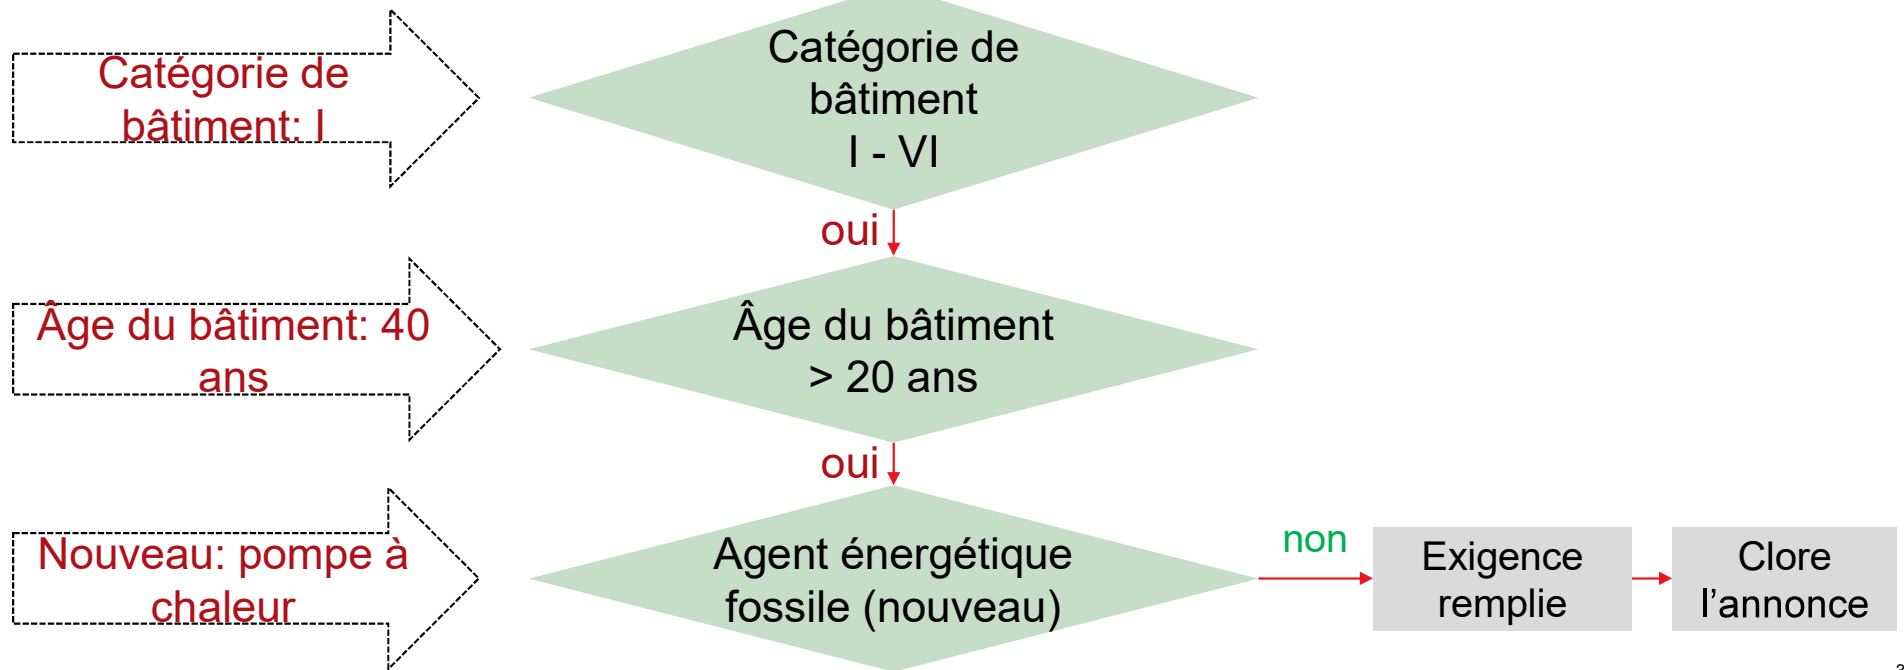 Catégorie de
bâtiment: I
Catégorie de
bâtiment
I - VI
oui
Âge du bâtiment: 40
ans
Âge du bâtiment
> 20 ans
oui
Nouveau: pompe à
chaleur
Agent énergétique
fossile (nouveau)
non
Exigence
remplie
Clore
l’annonce